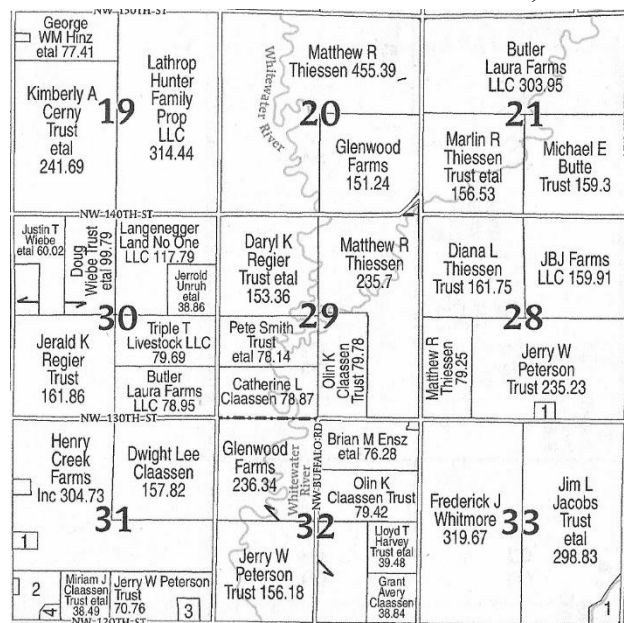 NW 150TH ST
George
WM Hinz
etal 77.41
Kimberly A
Cerny
Trust
etal
241.69
19
Lathrop
Hunter
Family
Prop
LLC
314.44
Whitewater River
Matthew R
Thiessen 455.39
20
Glenwood
Farms
151.24
Butler
Laura Farms
LLC 303.95
21
Marlin R
Thiessen
Trust etal
156.53
Michael E
Butte
Trust 159.3
NW 140TH ST
Justin T
Wiebe
etal 60.02
Doug
Wiebe Trust
etal 99.79
Langenegger
Land No One
LLC 117.79
Jerrold
Unruh
etal
38.86
30
Jerald K
Regier
Trust
161.86
Triple T
Livestock LLC
79.69
Butler
Laura Farms
LLC 78.95
Daryl K
Regier
Trust etal
153.36
Matthew R
Thiessen
235.7
29
Pete Smith
Trust
etal 78.14
Catherine L
Claassen 78.87
Olin K
Claassen
Trust 79.78
Diana L
Thiessen
Trust 161.75
JBJ Farms
LLC 159.91
28
Matthew R
Thiessen
79.25
Jerry W
Peterson
Trust 235.23
1
NW 130TH ST
Henry
Creek
Farms
Inc 304.73
Dwight Lee
Claassen
157.82
31
1
2
4
Miriam J
Claassen
Trust etal
38.49
Jerry W Peterson
Trust
70.76
3
Glenwood
Farms
236.34
Whitewater
River
NW BUFFALO RD
Brian M Ensz
etal 76.28
Olin K
Claassen Trust
79.42
32
Jerry W
Peterson
Trust 156.18
Lloyd T
Harvey
Trust etal
39.48
Grant
Avery
Claassen
38.84
Frederick J
Whitmore
319.67
33
Jim L
Jacobs
Trust
etal
298.83
1
NW 120TH ST